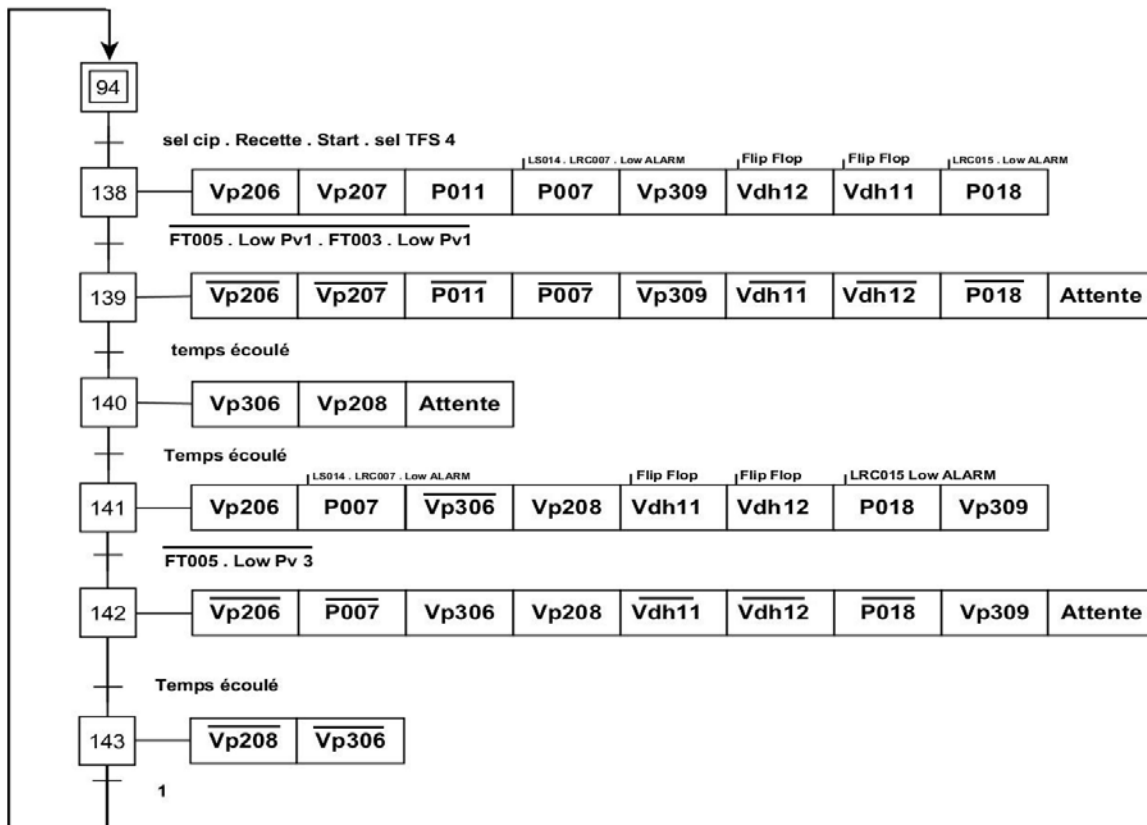 94
sel cip . Recette . Start . sel TFS 4
LS014 . LRC007 . Low ALARM Flip Flop Flip Flop LRC015 . Low ALARM
138 Vp206 Vp207 P011 P007 Vp309 Vdh12 Vdh11 P018
FT005 . Low Pv1 . FT003 . Low Pv1
139 Vp206 Vp207 P011 P007 Vp309 Vdh11 Vdh12 P018 Attente
temps écoulé
140 Vp306 Vp208 Attente
Temps écoulé
LS014 . LRC007 . Low ALARM Flip Flop Flip Flop LRC015 Low ALARM
141 Vp206 P007 Vp306 Vp208 Vdh11 Vdh12 P018 Vp309
FT005 . Low Pv 3
142 Vp206 P007 Vp306 Vp208 Vdh11 Vdh12 P018 Vp309 Attente
Temps écoulé
143 Vp208 Vp306
1